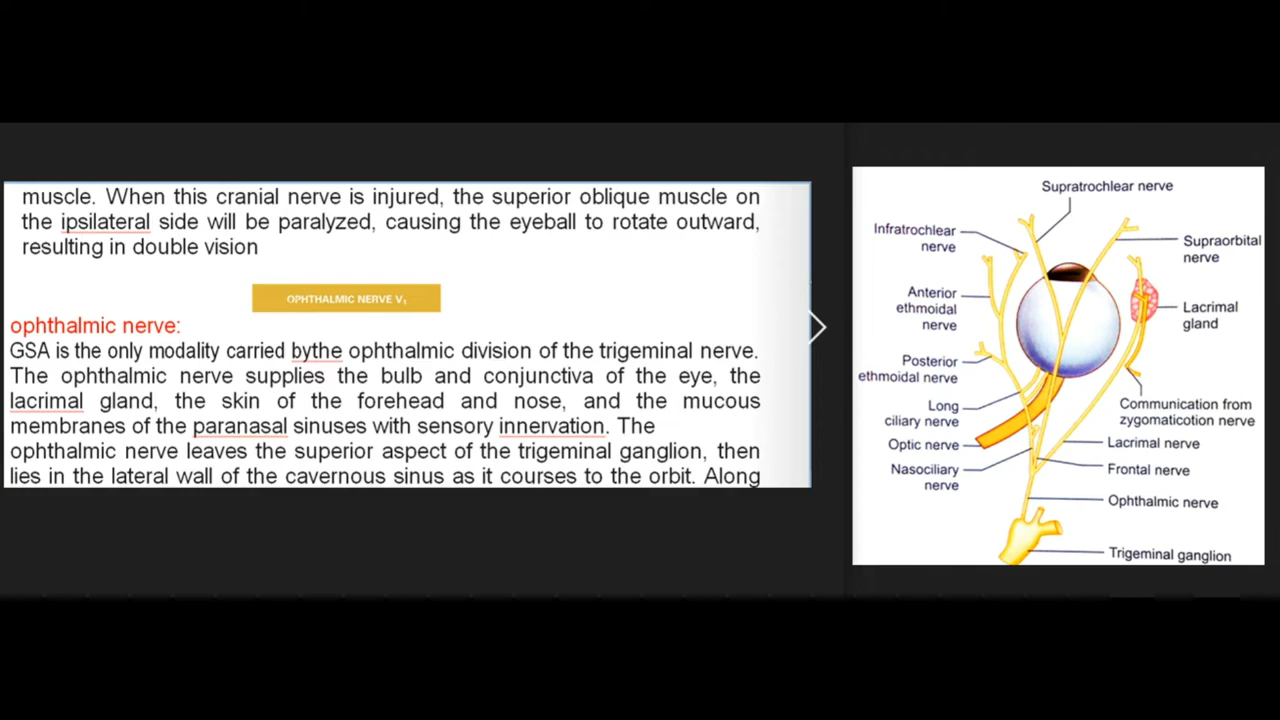 muscle. When this cranial nerve is injured, the superior oblique muscle on
the ipsilateral side will be paralyzed, causing the eyeball to rotate outward,
resulting in double vision
OPHTHALMIC NERVE V₁
ophthalmic nerve:
GSA is the only modality carried bythe ophthalmic division of the trigeminal nerve.
The ophthalmic nerve supplies the bulb and conjunctiva of the eye, the
lacrimal gland, the skin of the forehead and nose, and the mucous
membranes of the paranasal sinuses with sensory innervation. The
ophthalmic nerve leaves the superior aspect of the trigeminal ganglion, then
lies in the lateral wall of the cavernous sinus as it courses to the orbit. Along
Supratrochlear nerve
Infratrochlear
nerve
Supraorbital
nerve
Anterior
ethmoidal
nerve
Lacrimal
gland
Posterior
ethmoidal nerve
Long
ciliary nerve
Communication from
zygomaticotion nerve
Optic nerve
Lacrimal nerve
Nasociliary
nerve
Frontal nerve
Ophthalmic nerve
Trigeminal ganglion